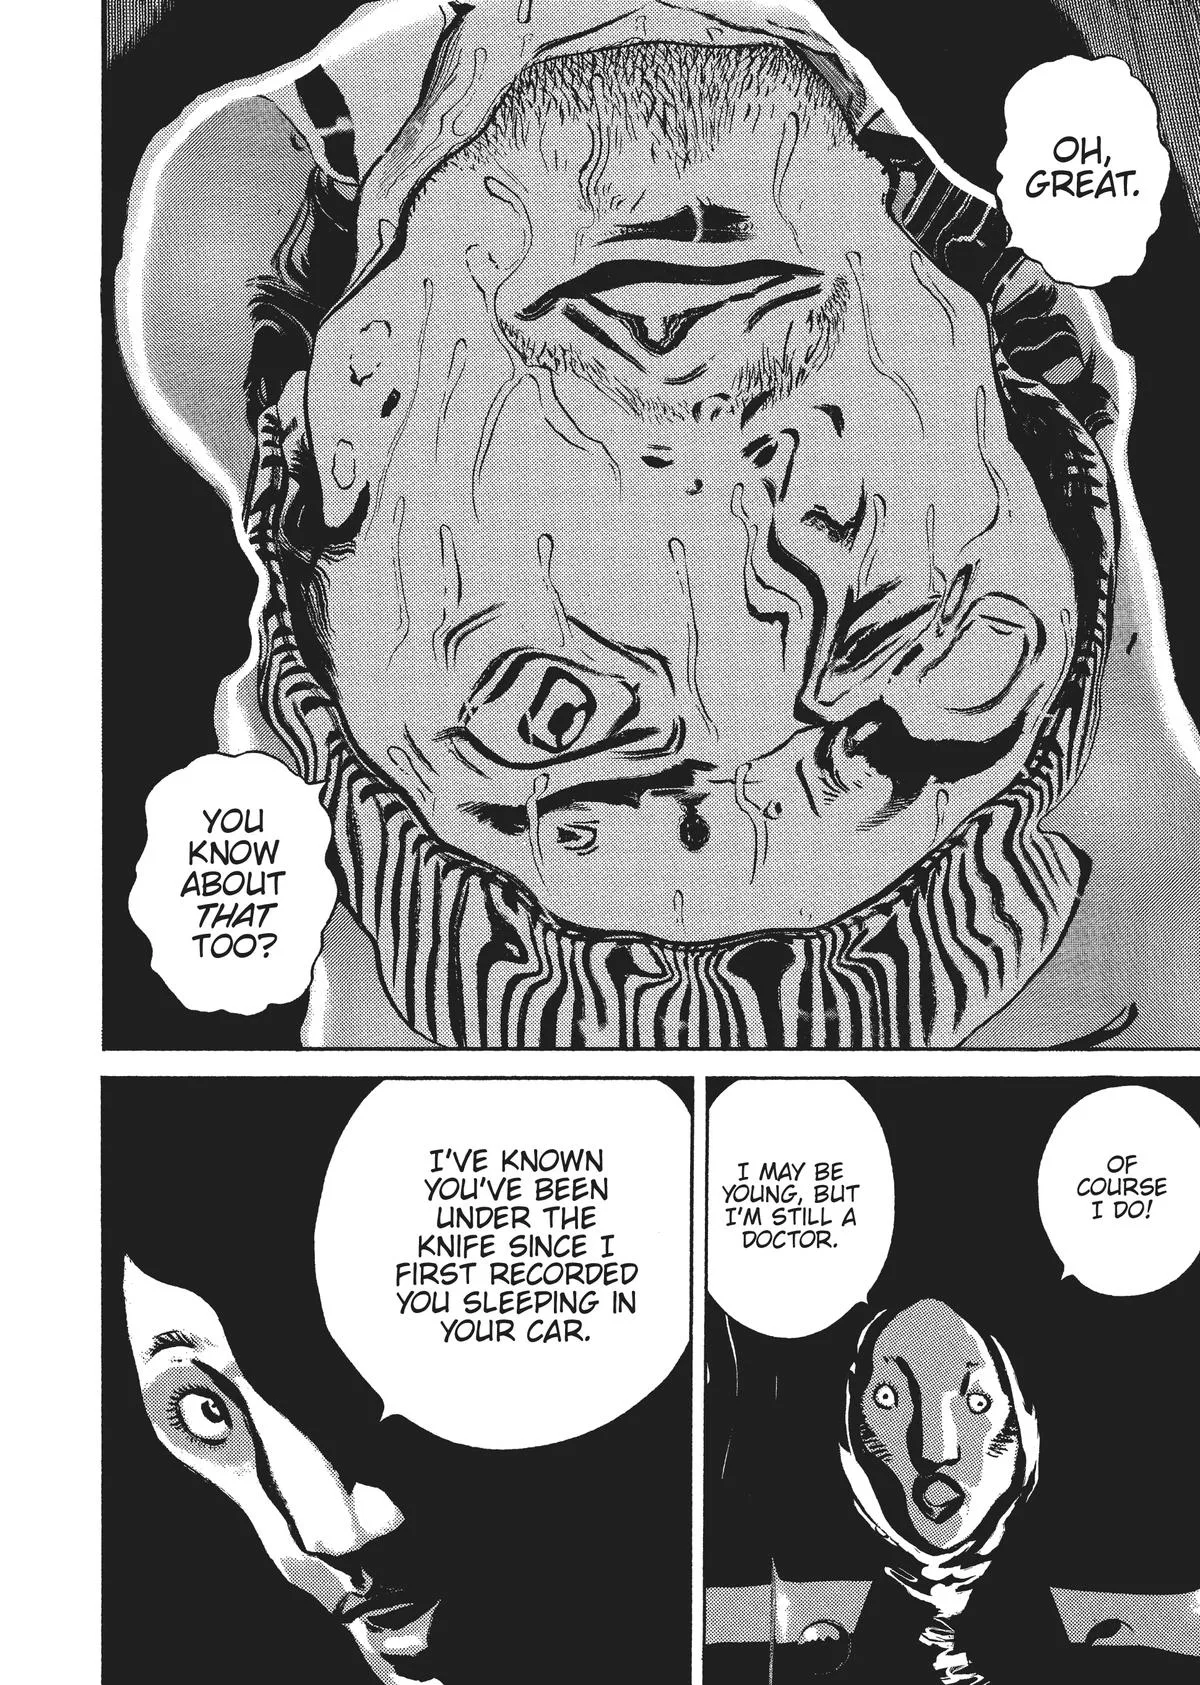 OH,
GREAT.
YOU
KNOW
ABOUT
THAT
TOO?
OF
COURSE
I DO!
I MAY BE
YOUNG, BUT
I'M STILL A
DOCTOR.
I'VE KNOWN
YOU'VE BEEN
UNDER THE
KNIFE SINCE I
FIRST RECORDED
YOU SLEEPING IN
YOUR CAR.